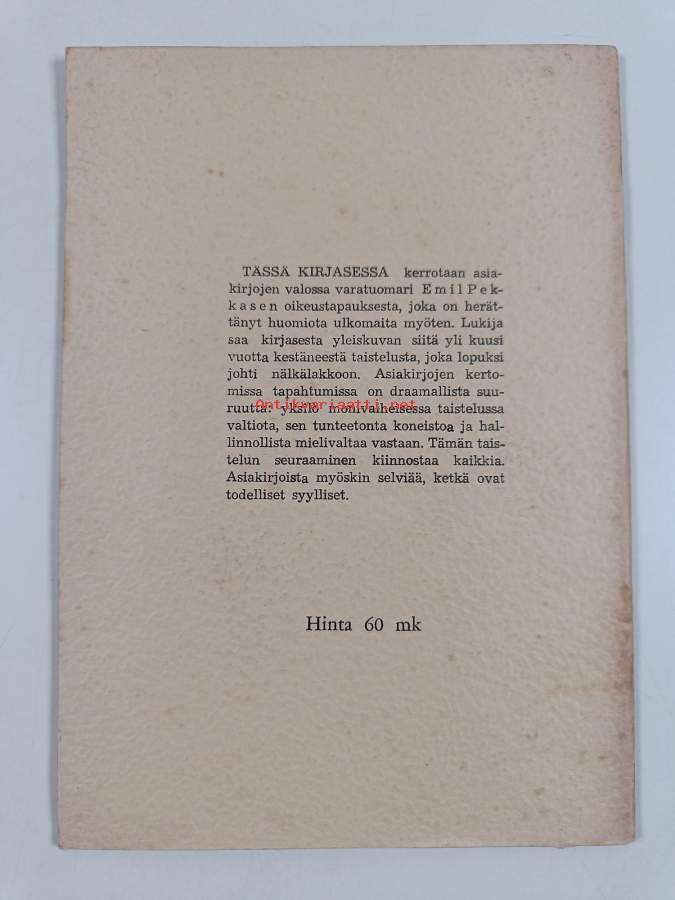 TÄSSÄ KIRJASESSA kerrotaan asia-
kirjojen valossa varatuomari Emil Pek-
kasen oikeustapauksesta, joka on herät-
tänyt huomiota ulkomaita myöten. Lukija
saa kirjasesta yleiskuvan siitä yli kuusi
vuotta kestäneestä taistelusta, joka lopuksi
johti nälkälakkoon. Asiakirjojen kerto-
missa tapahtumissa on draamallista suu-
ruutta: yksilö monivaiheisessa taistelussa
Antikvariaatti.net
valtiota, sen tunteetonta koneistoa ja hal-
linnollista mielivaltaa vastaan. Tämän tais-
telun seuraaminen kiinnostaa kaikkia.
Asiakirjoista myöskin selviää, ketkä ovat
todelliset syylliset.
Hinta 60 mk